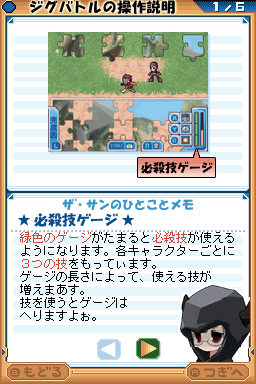 ジグバトルの操作説明
1/6
必殺技ゲージ
ザ・サンのひとことメモ
★ 必殺技ゲージ ★
緑色のゲージがたまると必殺技が使える
ようになります。各キャラクターごとに
3つの技をもっています。
ゲージの長さによって、使える技が
増えまあす。
技を使うとゲージは
へりますよぉ。
B もどる
A つぎへ